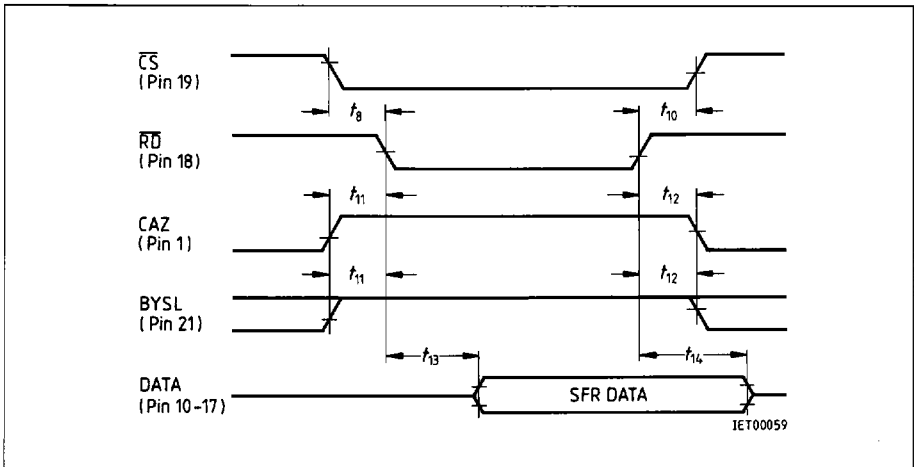 CS
(Pin 19)
t8
t10
RD
(Pin 18)
t11
t12
CAZ
(Pin 1)
t11
t12
BYSL
(Pin 21)
t13
t14
DATA
(Pin 10-17)
SFR DATA
IET00059